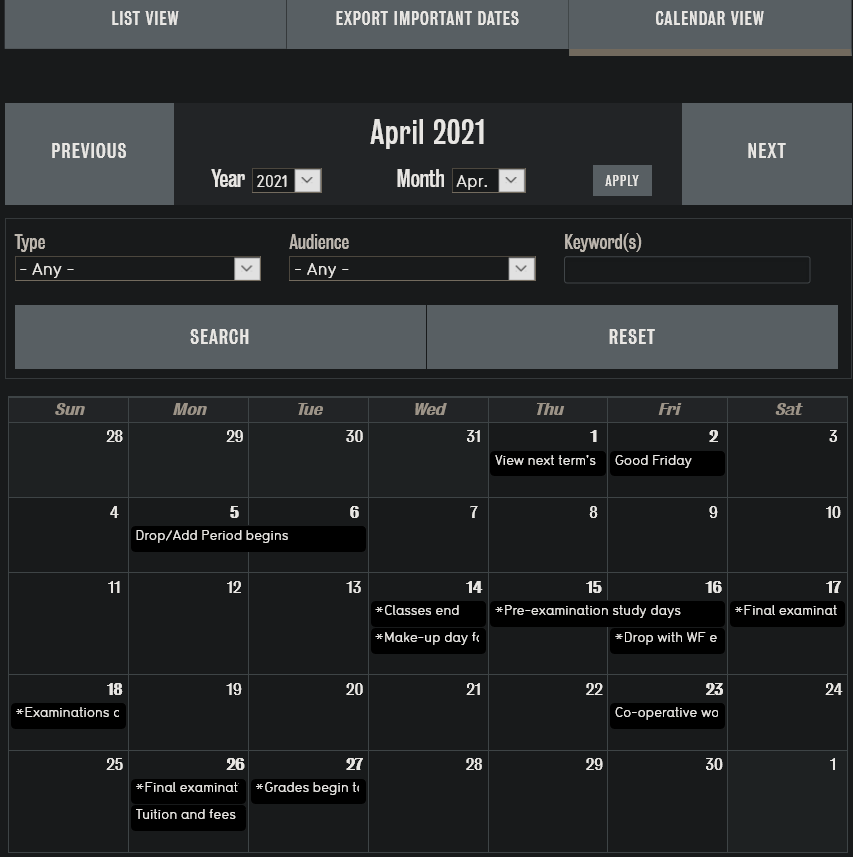 LIST VIEW
EXPORT IMPORTANT DATES
CALENDAR VIEW
PREVIOUS
April 2021
Year 2021
Month Apr.
APPLY
NEXT
Type
Audience
Keyword(s)
- Any -
- Any -
SEARCH
RESET
Sun Mon Tue Wed Thu Fri Sat
28 29 30 31 1 2 3
View next term's
Good Friday
4 5 6 7 8 9 10
Drop/Add Period begins
11 12 13 14 15 16 17
*Classes end
*Pre-examination study days
*Final examinat
*Make-up day fo
*Drop with WF e
18 19 20 21 22 23 24
*Examinations c
Co-operative wo
25 26 27 28 29 30 1
*Final examinat
*Grades begin to
Tuition and fees